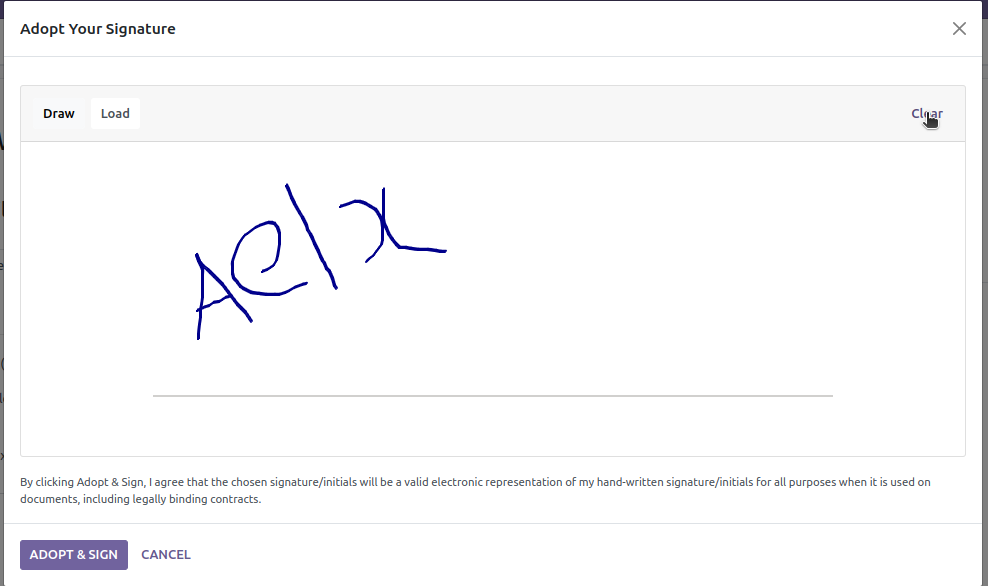 Adopt Your Signature
Draw Load Clear
Aelx
By clicking Adopt & Sign, I agree that the chosen signature/initials will be a valid electronic representation of my hand-written signature/initials for all purposes when it is used on
documents, including legally binding contracts.
ADOPT & SIGN CANCEL